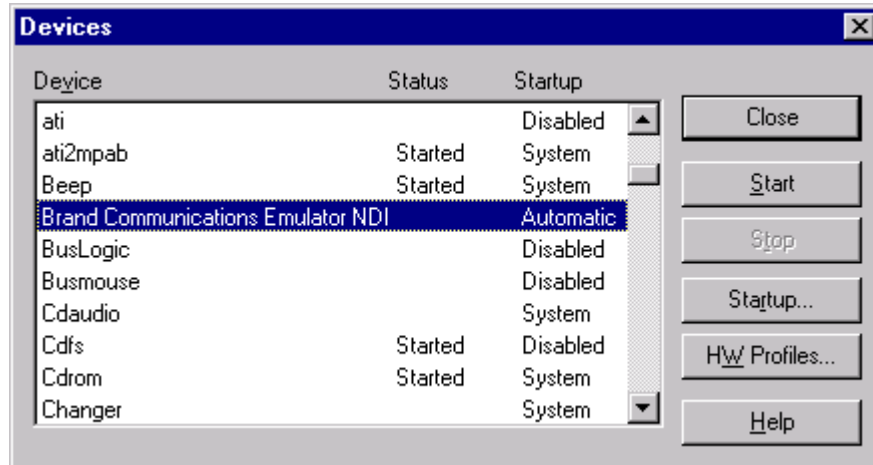 Devices
Device Status Startup
ati Disabled
ati2mpab Started System
Beep Started System
Brand Communications Emulator NDI Automatic
BusLogic Disabled
Busmouse Disabled
Cdaudio System
Cdfs Started Disabled
Cdrom Started System
Changer System
Close
Start
Stop
Startup...
HW Profiles...
Help